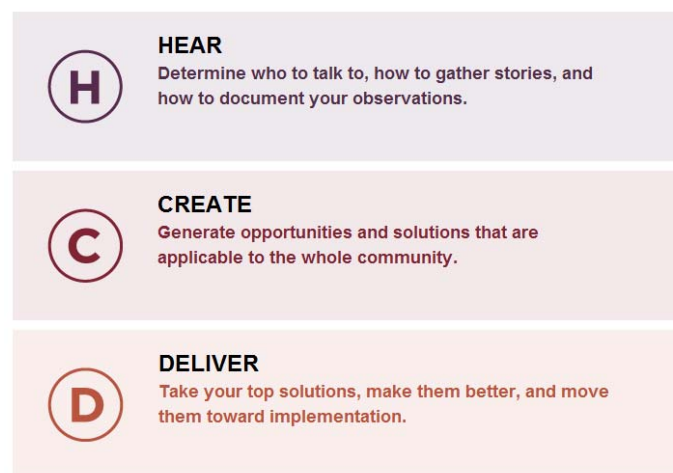 H
HEAR
Determine who to talk to, how to gather stories, and
how to document your observations.
C
CREATE
Generate opportunities and solutions that are
applicable to the whole community.
D
DELIVER
Take your top solutions, make them better, and move
them toward implementation.